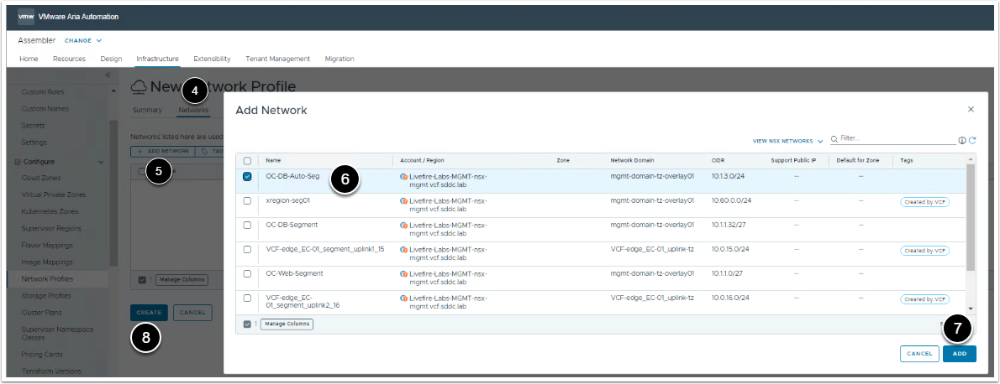 vmw VMware Aria Automation
Assembler CHANGE
Home Resources Design Infrastructure Extensibility Tenant Management Migration
Custom Roles
Custom Names
Secrets
Settings
Configure
Cloud Zones
Virtual Private Zones
Kubernetes Zones
Supervisor Regions
Flavor Mappings
Image Mappings
Network Profiles
Storage Profiles
Cluster Plans
Supervisor Namespace
Classes
Pricing Cards
Terraform Versions
New Network Profile
4
Summary Networks
Networks listed here are used
+ ADD NETWORK TAG
5
1 Manage Columns
CREATE CANCEL
8
Add Network
VIEW NSX NETWORKS Filter...
Name Account / Region Zone Network Domain CIDR Support Public IP Default for Zone Tags
OC-DB-Auto-Seg Livefire-Labs-MGMT-nsx- mgmt-domain-tz-overlay01 10.1.3.0/24 -- --
mgmt.vcf.sddc.lab
6
xregion-seg01 Livefire-Labs-MGMT-nsx- mgmt-domain-tz-overlay01 10.60.0.0/24 -- -- Created by:VCF
mgmt.vcf.sddc.lab
OC-DB-Segment Livefire-Labs-MGMT-nsx- mgmt-domain-tz-overlay01 10.1.1.32/27 -- --
mgmt.vcf.sddc.lab
VCF-edge_EC-01_segment_uplink1_15 Livefire-Labs-MGMT-nsx- VCF-edge_EC-01_uplink-tz 10.0.15.0/24 -- -- Created by:VCF
mgmt.vcf.sddc.lab
OC-Web-Segment Livefire-Labs-MGMT-nsx- mgmt-domain-tz-overlay01 10.1.1.0/27 -- --
mgmt.vcf.sddc.lab
VCF-edge_EC- Livefire-Labs-MGMT-nsx- VCF-edge_EC-01_uplink-tz 10.0.16.0/24 -- -- Created by:VCF
01_segment_uplink2_16 mgmt.vcf.sddc.lab
1 Manage Columns
7
CANCEL ADD